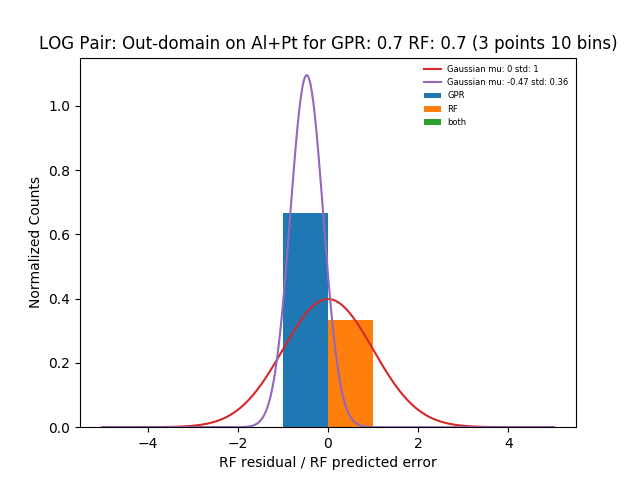 LOG Pair: Out-domain on Al+Pt for GPR: 0.7 RF: 0.7 (3 points 10 bins)
Gaussian mu: 0 std: 1
Gaussian mu: -0.47 std: 0.36
GPR
RF
both
Normalized Counts
1.0
0.8
0.6
0.4
0.2
0.0
−4
−2
0
2
4
RF residual / RF predicted error